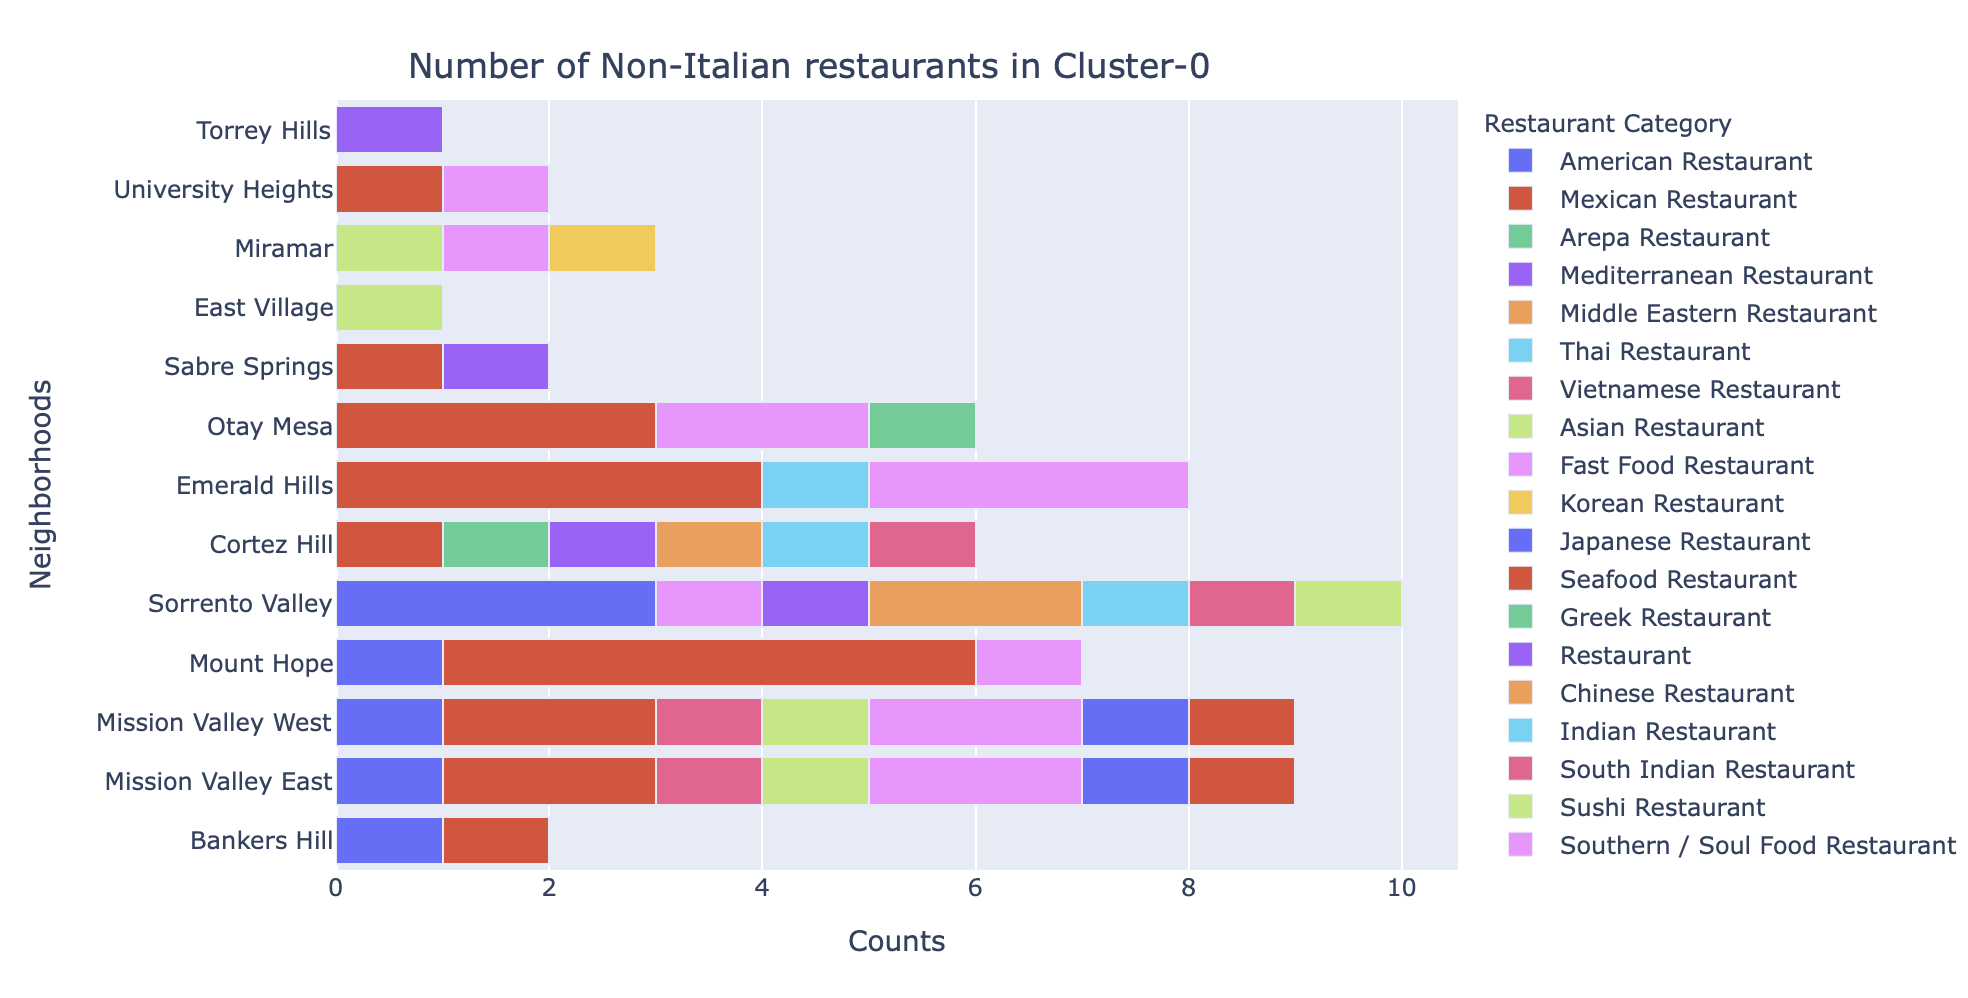 Number of Non-Italian restaurants in Cluster-0
Neighborhoods
Torrey Hills
University Heights
Miramar
East Village
Sabre Springs
Otay Mesa
Emerald Hills
Cortez Hill
Sorrento Valley
Mount Hope
Mission Valley West
Mission Valley East
Bankers Hill
0 2 4 6 8 10
Counts
Restaurant Category
American Restaurant
Mexican Restaurant
Arepa Restaurant
Mediterranean Restaurant
Middle Eastern Restaurant
Thai Restaurant
Vietnamese Restaurant
Asian Restaurant
Fast Food Restaurant
Korean Restaurant
Japanese Restaurant
Seafood Restaurant
Greek Restaurant
Restaurant
Chinese Restaurant
Indian Restaurant
South Indian Restaurant
Sushi Restaurant
Southern / Soul Food Restaurant